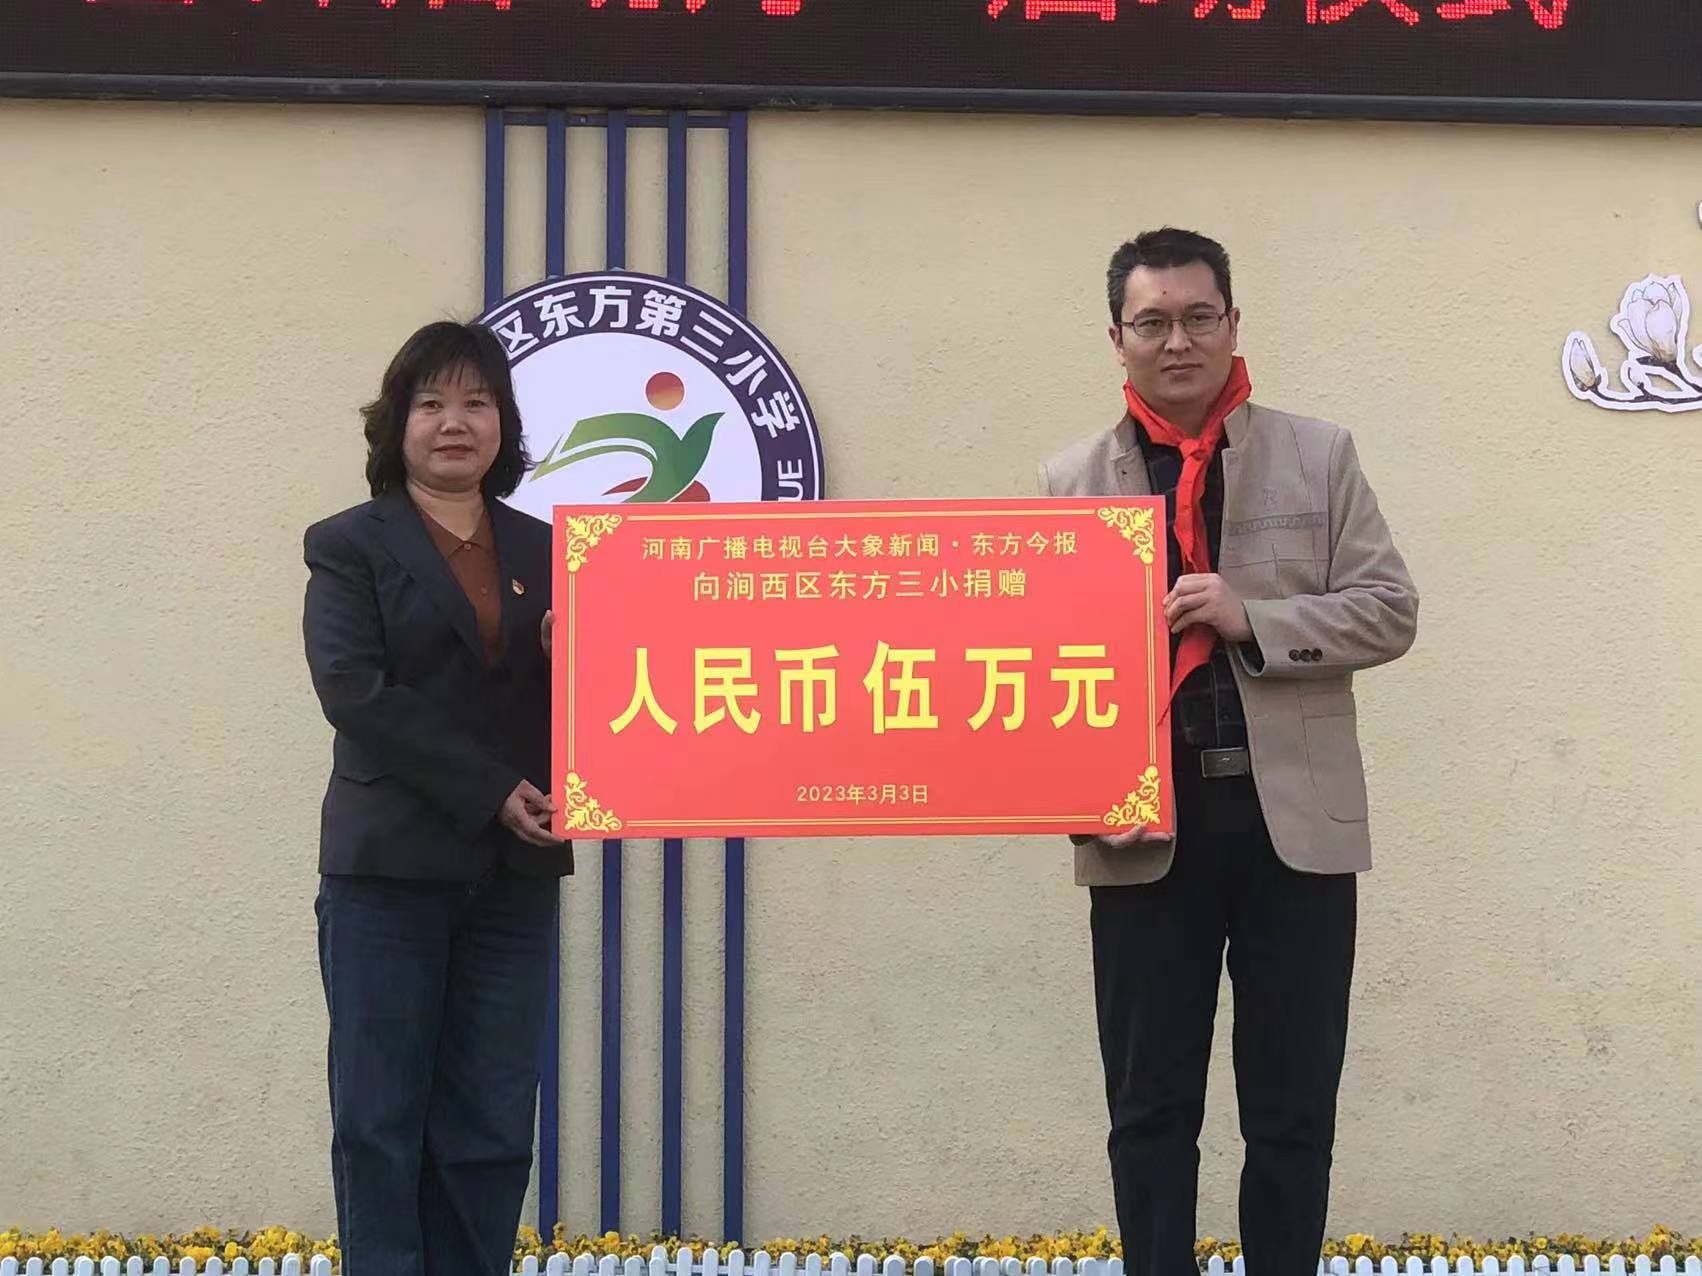 区东方第三小学
UE
河南广播电视台大象新闻·东方今报
向涧西区东方三小捐赠
人民币伍万元
2023年3月3日